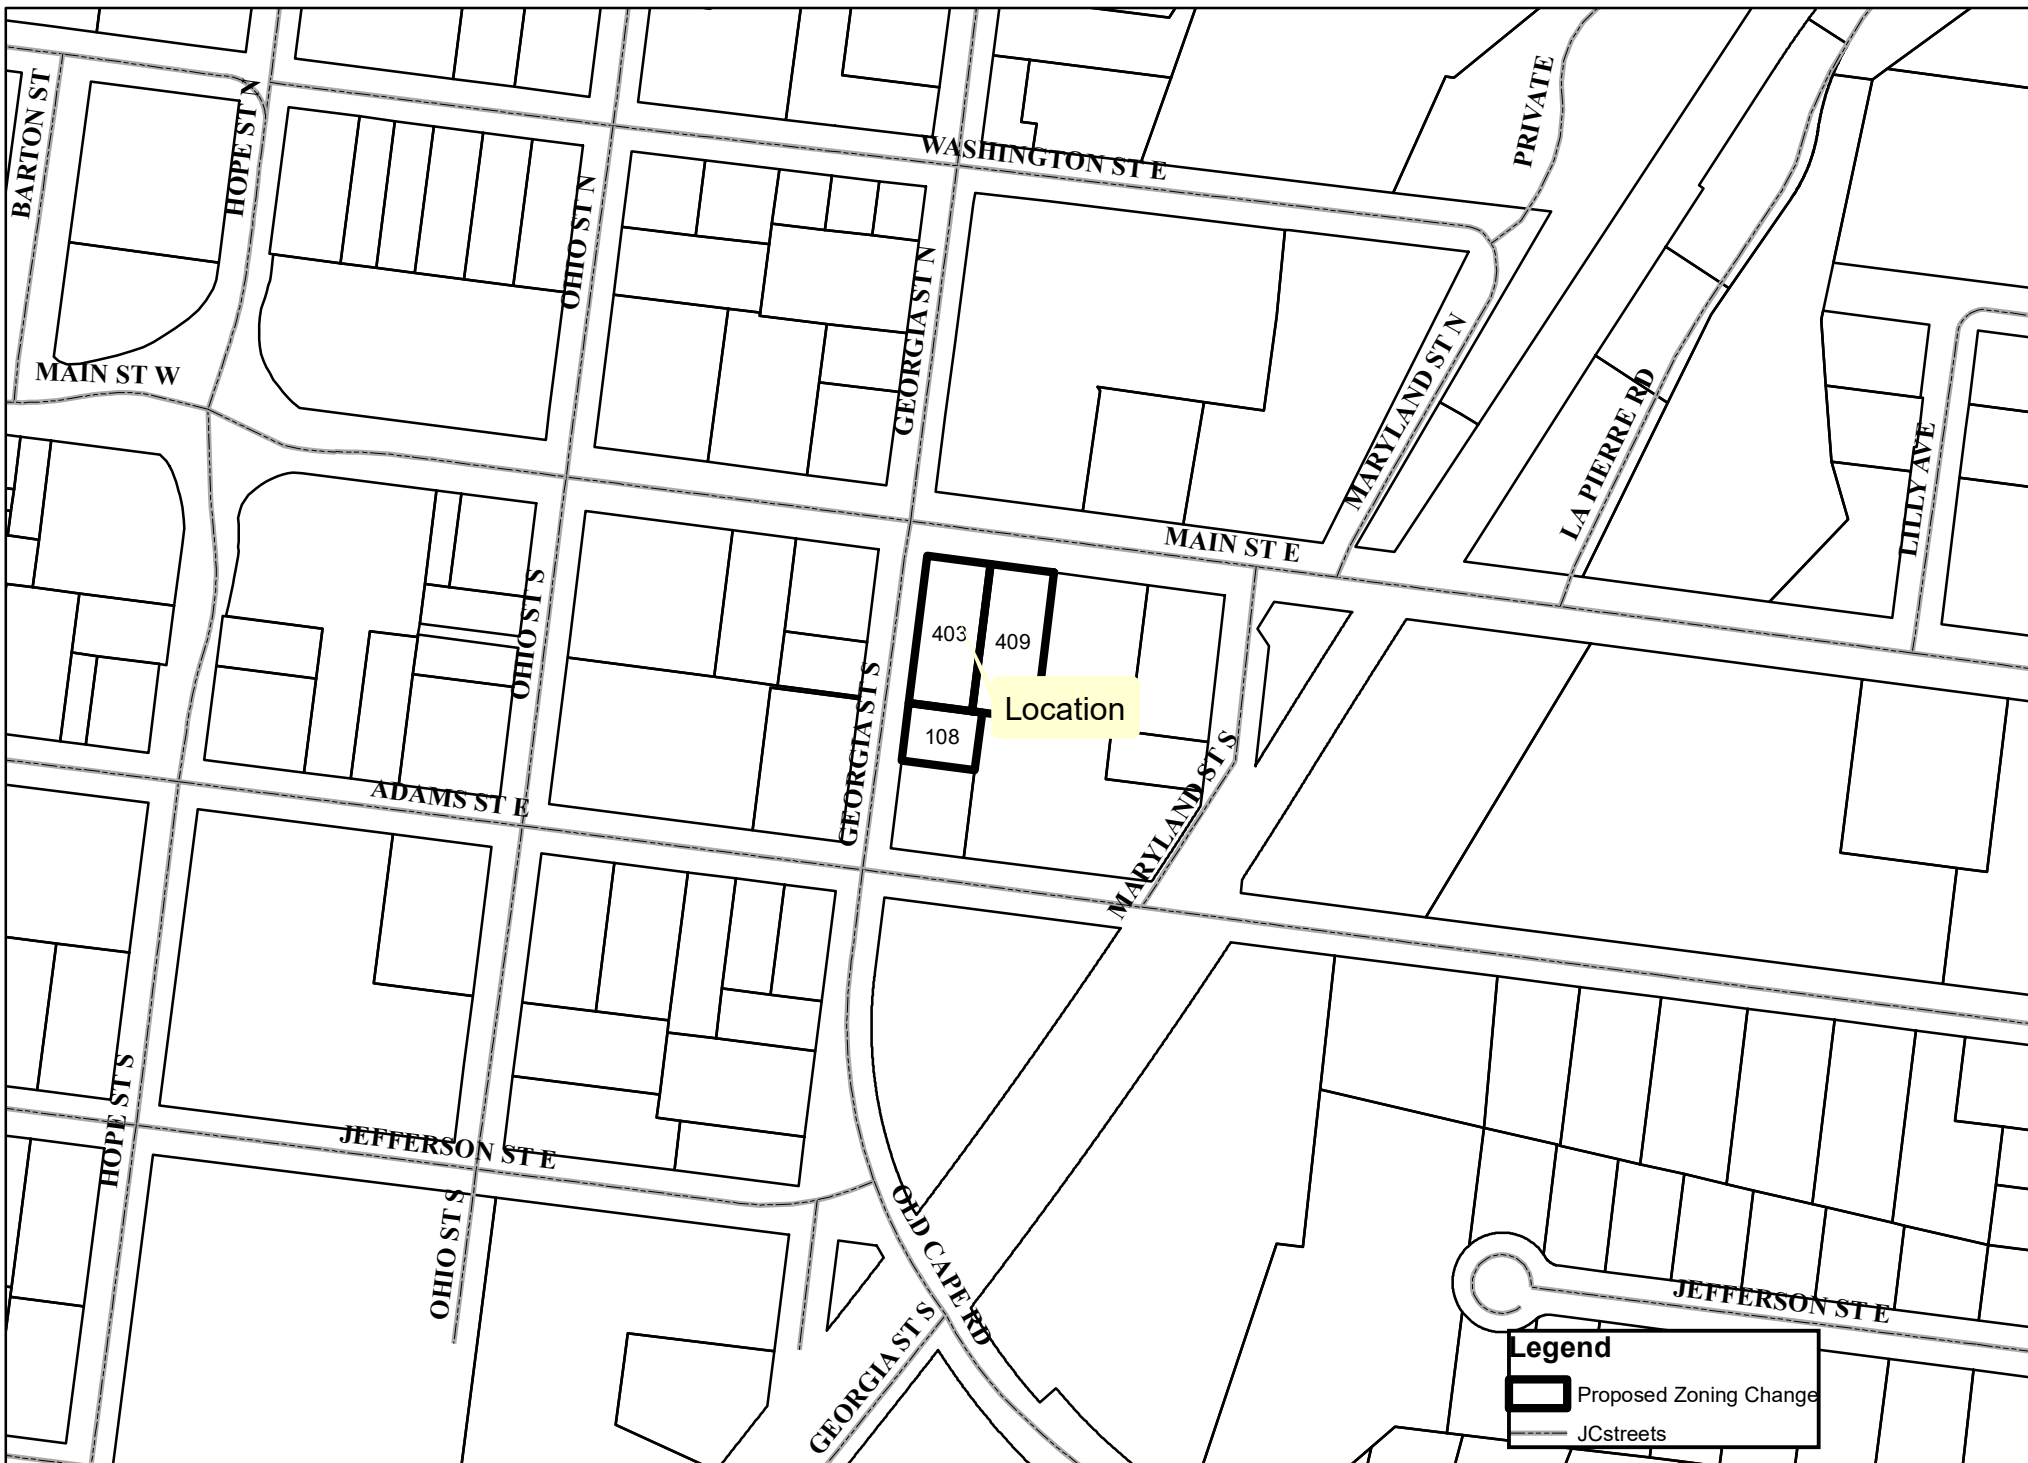 BARTON ST
HOPE ST N
OHIO ST N
WASHINGTON ST E
PRIVATE
GEORGIA ST N
MARYLAND ST N
MAIN ST W
LA PIERRE RD
LILLY AVE
MAIN ST E
OHIO ST S
403
409
GEORGIA ST S
Location
108
MARYLAND ST S
ADAMS ST E
HOPE ST S
JEFFERSON ST E
OHIO ST S
OLD CAPE RD
GEORGIA ST S
JEFFERSON ST E
Legend
Proposed Zoning Change
JCstreets